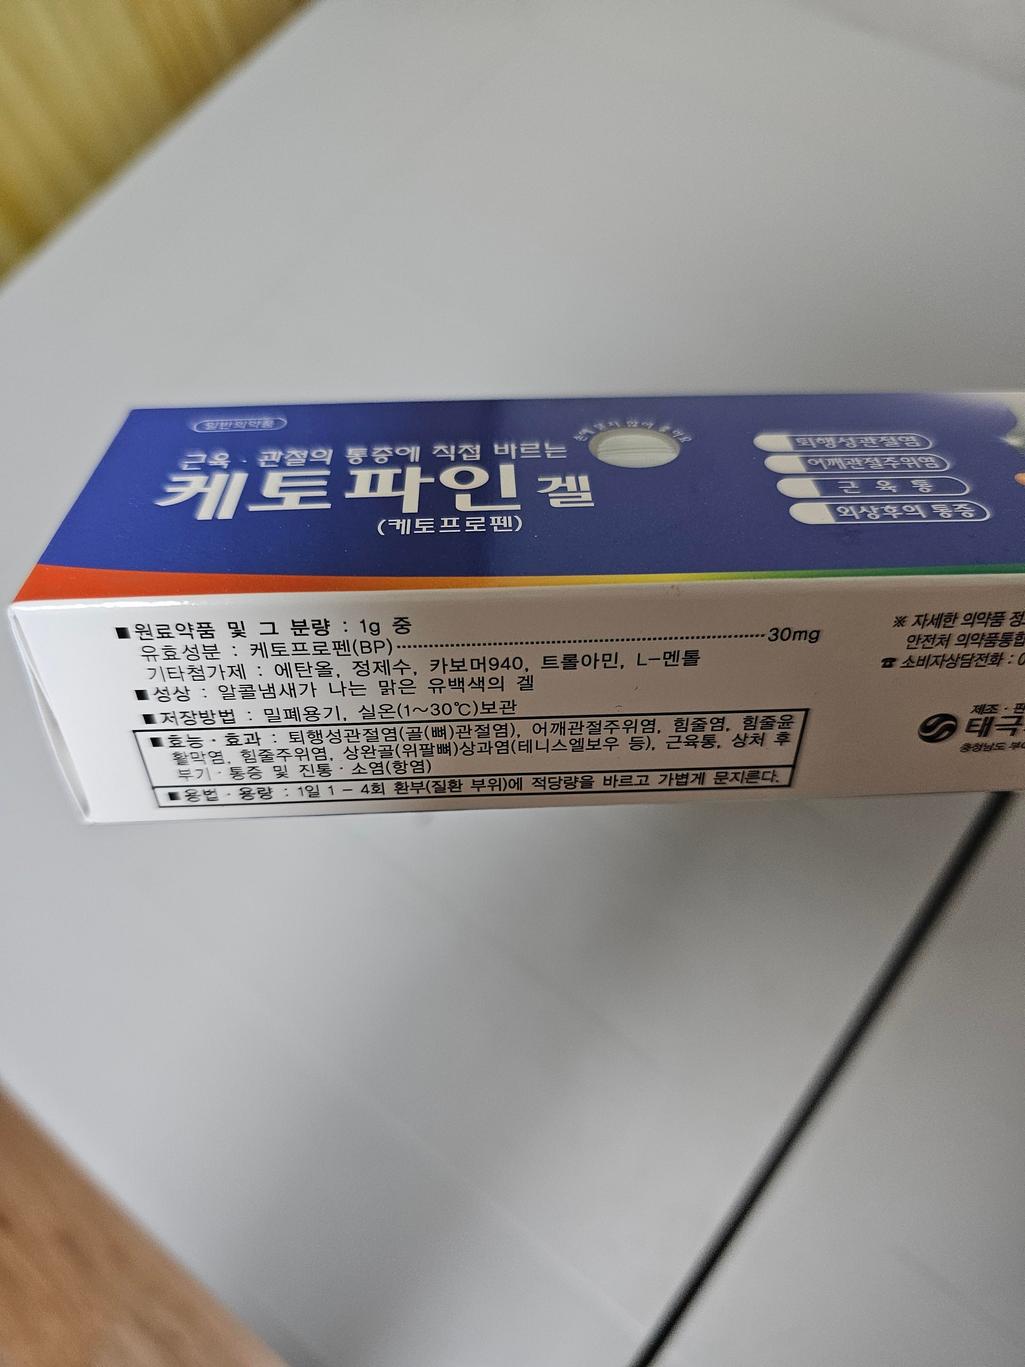 일반의약품
근육·관절의 통증에 직접 바르는
케토파인 겔
(케토프로펜)
퇴행성관절염
어깨관절주위염
근육통
외상후의 통증
■원료약품 및 그 분량 : 1g 중
유효성분 : 케토프로펜(BP)························30mg
기타첨가제 : 에탄올, 정제수, 카보머940, 트롤아민, L-멘톨
■성상 : 알콜냄새가 나는 맑은 유백색의 겔
■저장방법 : 밀폐용기, 실온(1~30℃)보관
■효능·효과 : 퇴행성관절염(골(뼈)관절염), 어깨관절주위염, 힘줄염, 힘줄윤
활막염, 힘줄주위염, 상완골(위팔뼈)상과염(테니스엘보우 등), 근육통, 상처 후
부기·통증 및 진통·소염(항염)
■용법·용량 : 1일 1 - 4회 환부(질환 부위)에 적당량을 바르고 가볍게 문지른다.
※ 자세한 의약품 정
안전처 의약품통합
☎ 소비자상담전화 : 0
제조·판
태극
충청남도 부